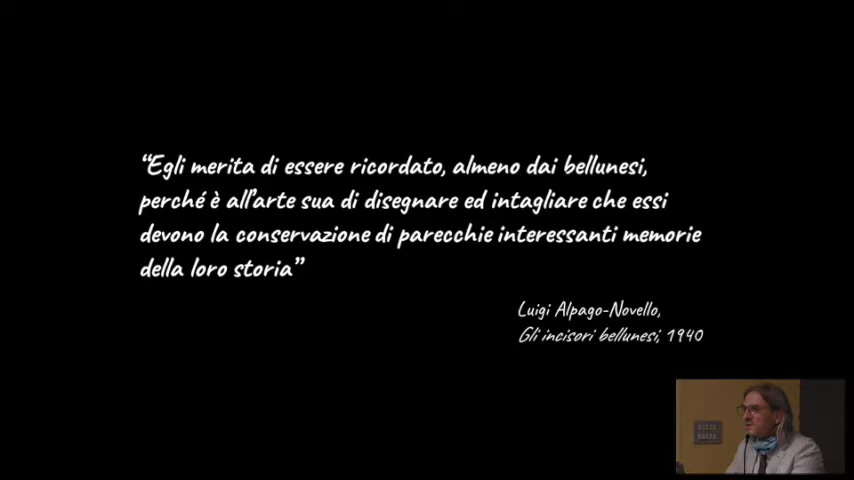 “Egli merita di essere ricordato, almeno dai bellunesi,
perché è all’arte sua di disegnare ed intagliare che essi
devono la conservazione di parecchie interessanti memorie
della loro storia”
Luigi Alpago-Novello,
Gli incisori bellunesi, 1940